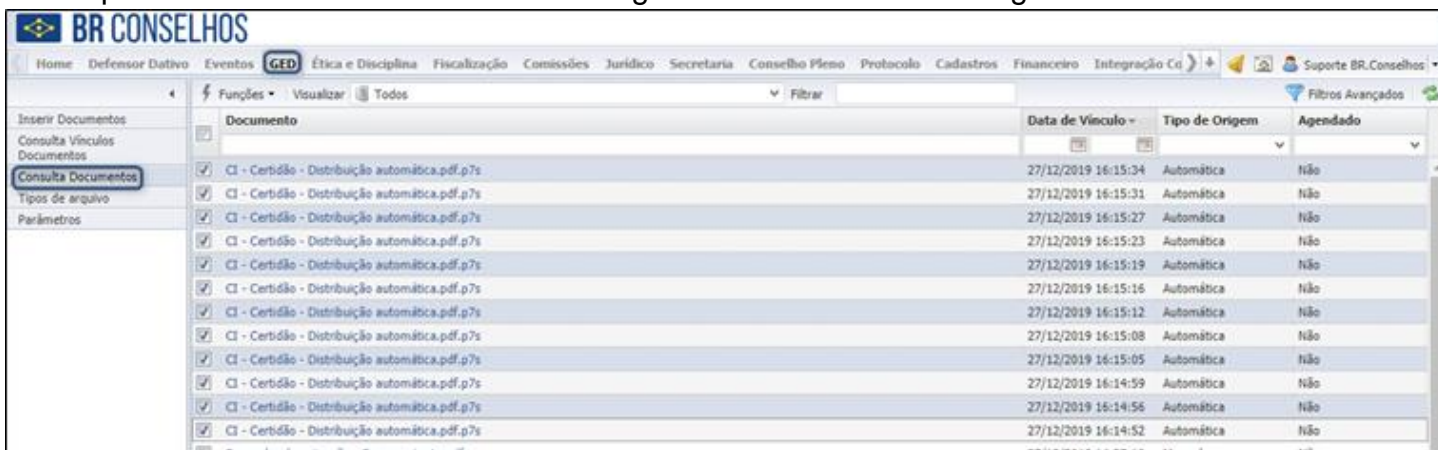 BR CONSELHOS
Home Defensor Dativo Eventos GED Ética e Disciplina Fiscalização Comissões Jurídico Secretaria Conselho Pleno Protocolo Cadastros Financeiro Integração Co Suporte BR.Conselhos
Funções Visualizar Todos Filtrar Filtros Avançados
Inserir Documentos
Consulta Vínculos
Documentos
Consulta Documentos
Tipos de arquivo
Parâmetros
Documento Data de Vínculo Tipo de Origem Agendado
CI - Certidão - Distribuição automática.pdf.p7s 27/12/2019 16:15:34 Automática Não
CI - Certidão - Distribuição automática.pdf.p7s 27/12/2019 16:15:31 Automática Não
CI - Certidão - Distribuição automática.pdf.p7s 27/12/2019 16:15:27 Automática Não
CI - Certidão - Distribuição automática.pdf.p7s 27/12/2019 16:15:23 Automática Não
CI - Certidão - Distribuição automática.pdf.p7s 27/12/2019 16:15:19 Automática Não
CI - Certidão - Distribuição automática.pdf.p7s 27/12/2019 16:15:16 Automática Não
CI - Certidão - Distribuição automática.pdf.p7s 27/12/2019 16:15:12 Automática Não
CI - Certidão - Distribuição automática.pdf.p7s 27/12/2019 16:15:08 Automática Não
CI - Certidão - Distribuição automática.pdf.p7s 27/12/2019 16:15:05 Automática Não
CI - Certidão - Distribuição automática.pdf.p7s 27/12/2019 16:14:59 Automática Não
CI - Certidão - Distribuição automática.pdf.p7s 27/12/2019 16:14:56 Automática Não
CI - Certidão - Distribuição automática.pdf.p7s 27/12/2019 16:14:52 Automática Não